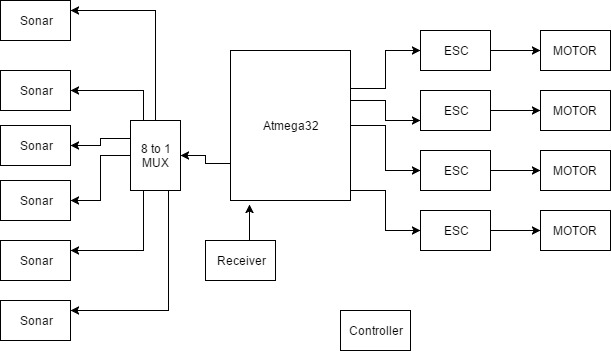 Sonar
Sonar
Sonar
Sonar
Sonar
Sonar
8 to 1
MUX
Atmega32
Receiver
Controller
ESC
MOTOR
ESC
MOTOR
ESC
MOTOR
ESC
MOTOR